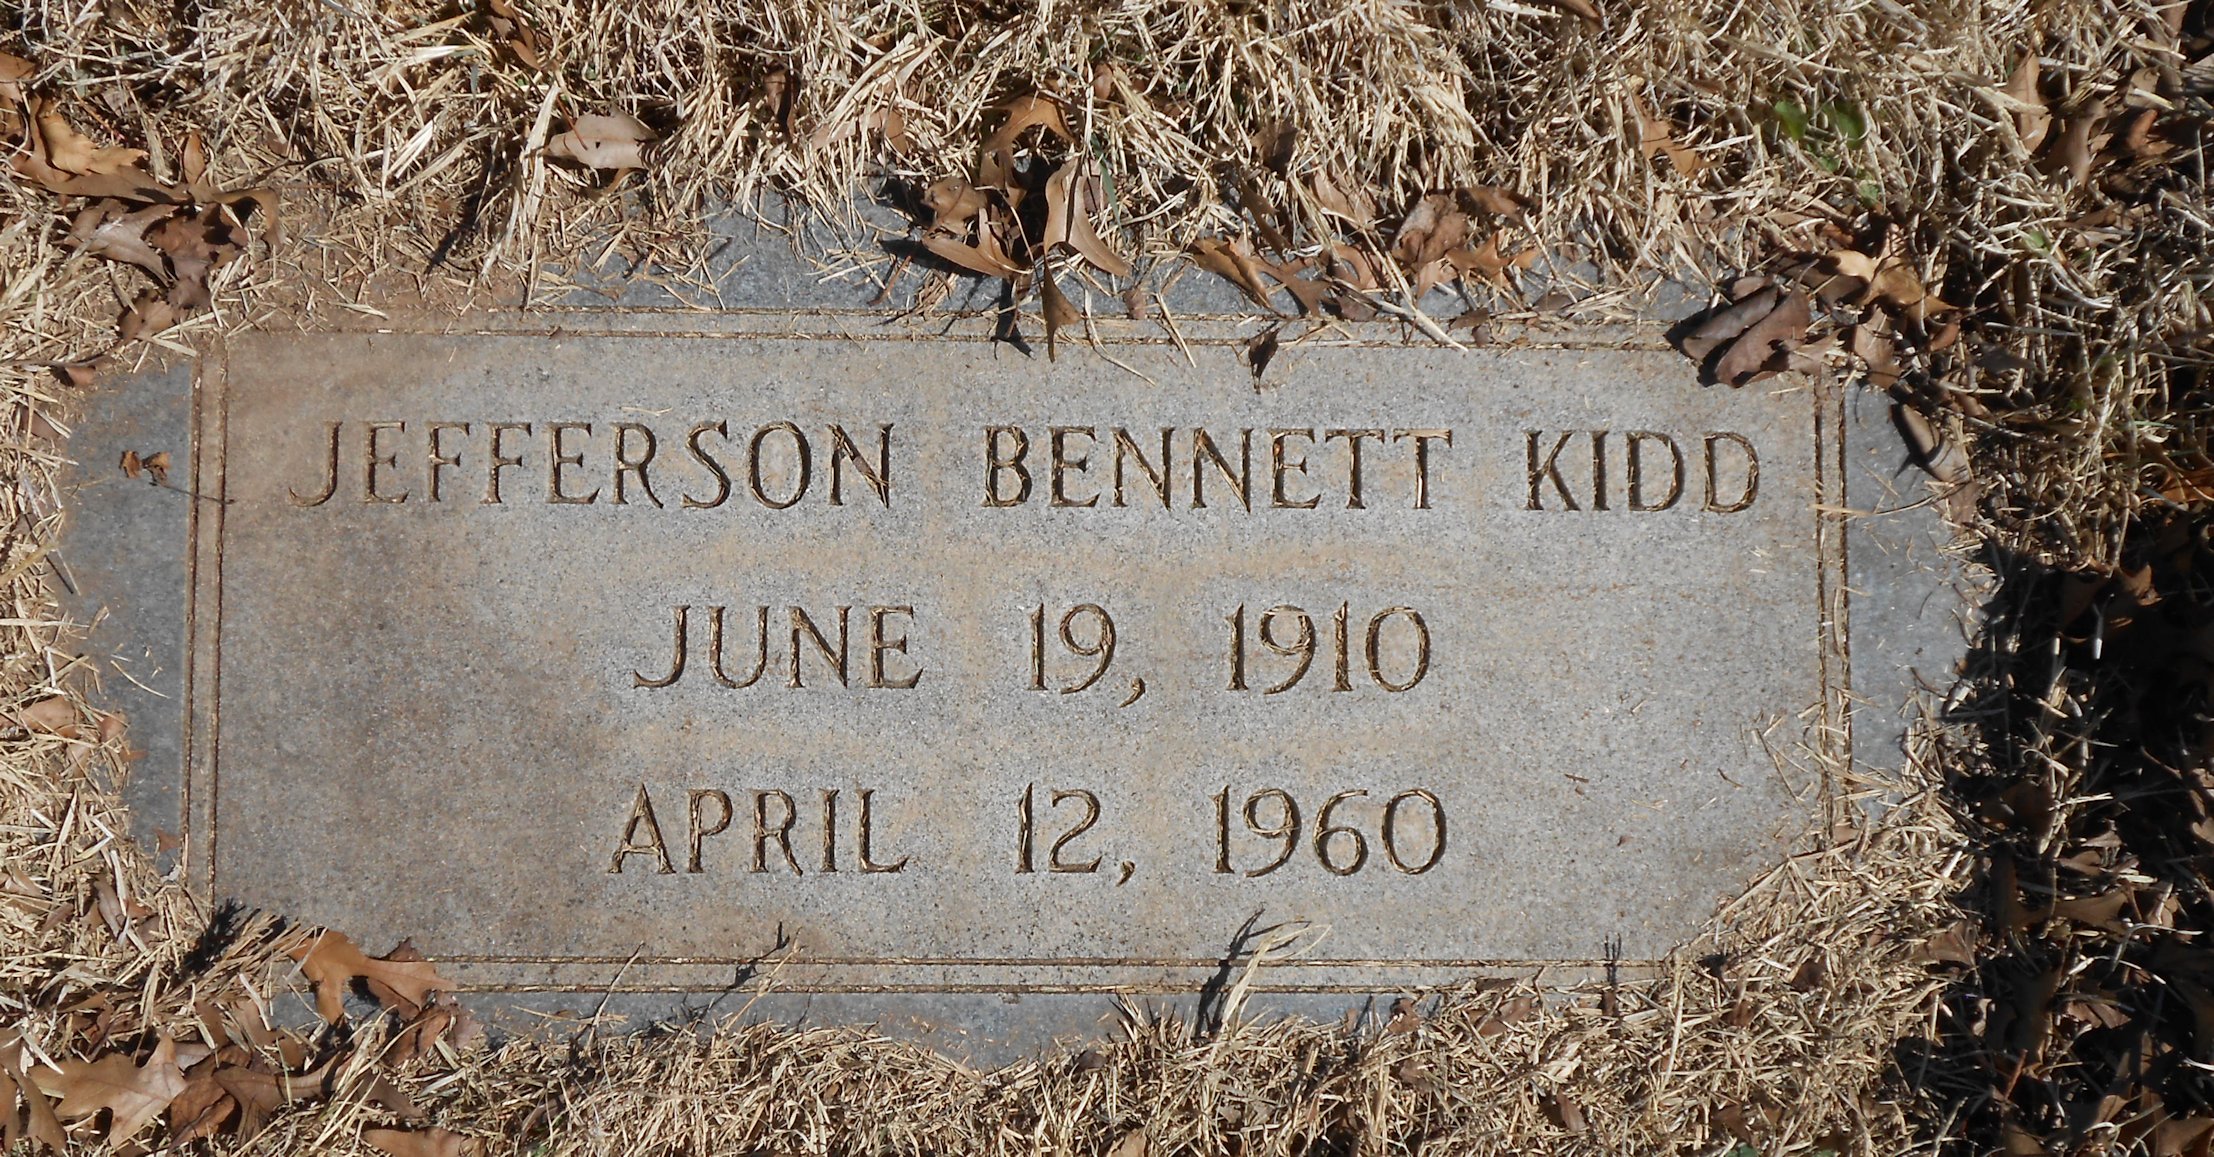 JEFFERSON BENNETT KIDD
JUNE 19, 1910
APRIL 12, 1960